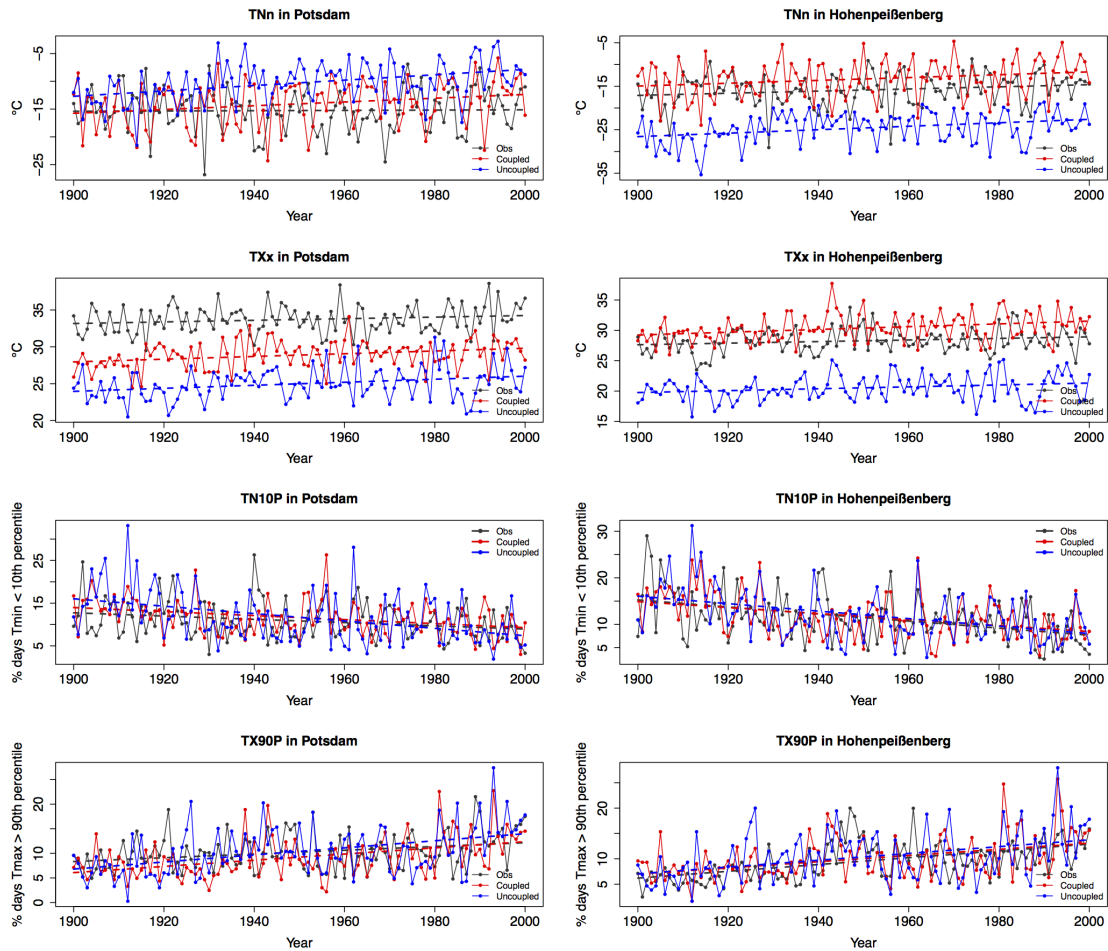 TNn in Potsdam
°C
−5
−15
−25
Obs
Coupled
Uncoupled
1900 1920 1940 1960 1980 2000
Year
TNn in Hohenpeißenberg
°C
−5
−15
−25
−35
Obs
Coupled
Uncoupled
1900 1920 1940 1960 1980 2000
Year
TXx in Potsdam
°C
35
30
25
20
Obs
Coupled
Uncoupled
1900 1920 1940 1960 1980 2000
Year
TXx in Hohenpeißenberg
°C
35
30
25
20
15
Obs
Coupled
Uncoupled
1900 1920 1940 1960 1980 2000
Year
TN10P in Potsdam
% days Tmin < 10th percentile
25
15
5
Obs
Coupled
Uncoupled
1900 1920 1940 1960 1980 2000
Year
TN10P in Hohenpeißenberg
% days Tmin < 10th percentile
30
20
10
5
Obs
Coupled
Uncoupled
1900 1920 1940 1960 1980 2000
Year
TX90P in Potsdam
% days Tmax > 90th percentile
20
15
10
5
0
Obs
Coupled
Uncoupled
1900 1920 1940 1960 1980 2000
Year
TX90P in Hohenpeißenberg
% days Tmax > 90th percentile
20
10
5
Obs
Coupled
Uncoupled
1900 1920 1940 1960 1980 2000
Year